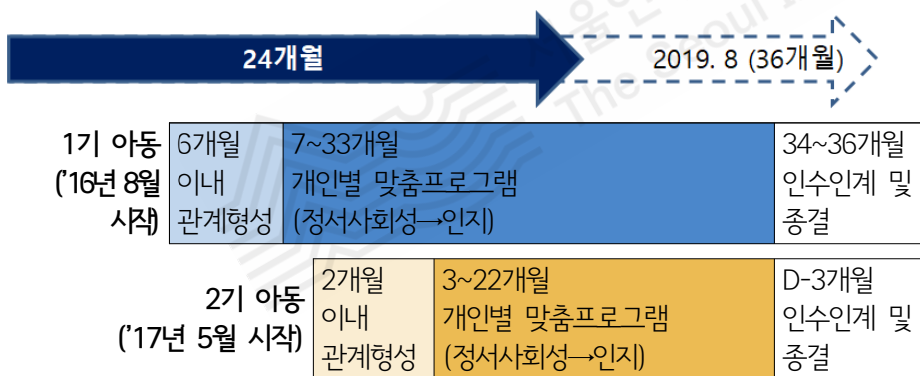 24개월
2019. 8 (36개월)
1기 아동
('16년 8월
시작)
6개월
이내
관계형성
7~33개월
개인별 맞춤프로그램
(정서사회성→인지)
34~36개월
인수인계 및
종결
2기 아동
('17년 5월 시작)
2개월
이내
관계형성
3~22개월
개인별 맞춤프로그램
(정서사회성→인지)
D-3개월
인수인계 및
종결
The Seoul